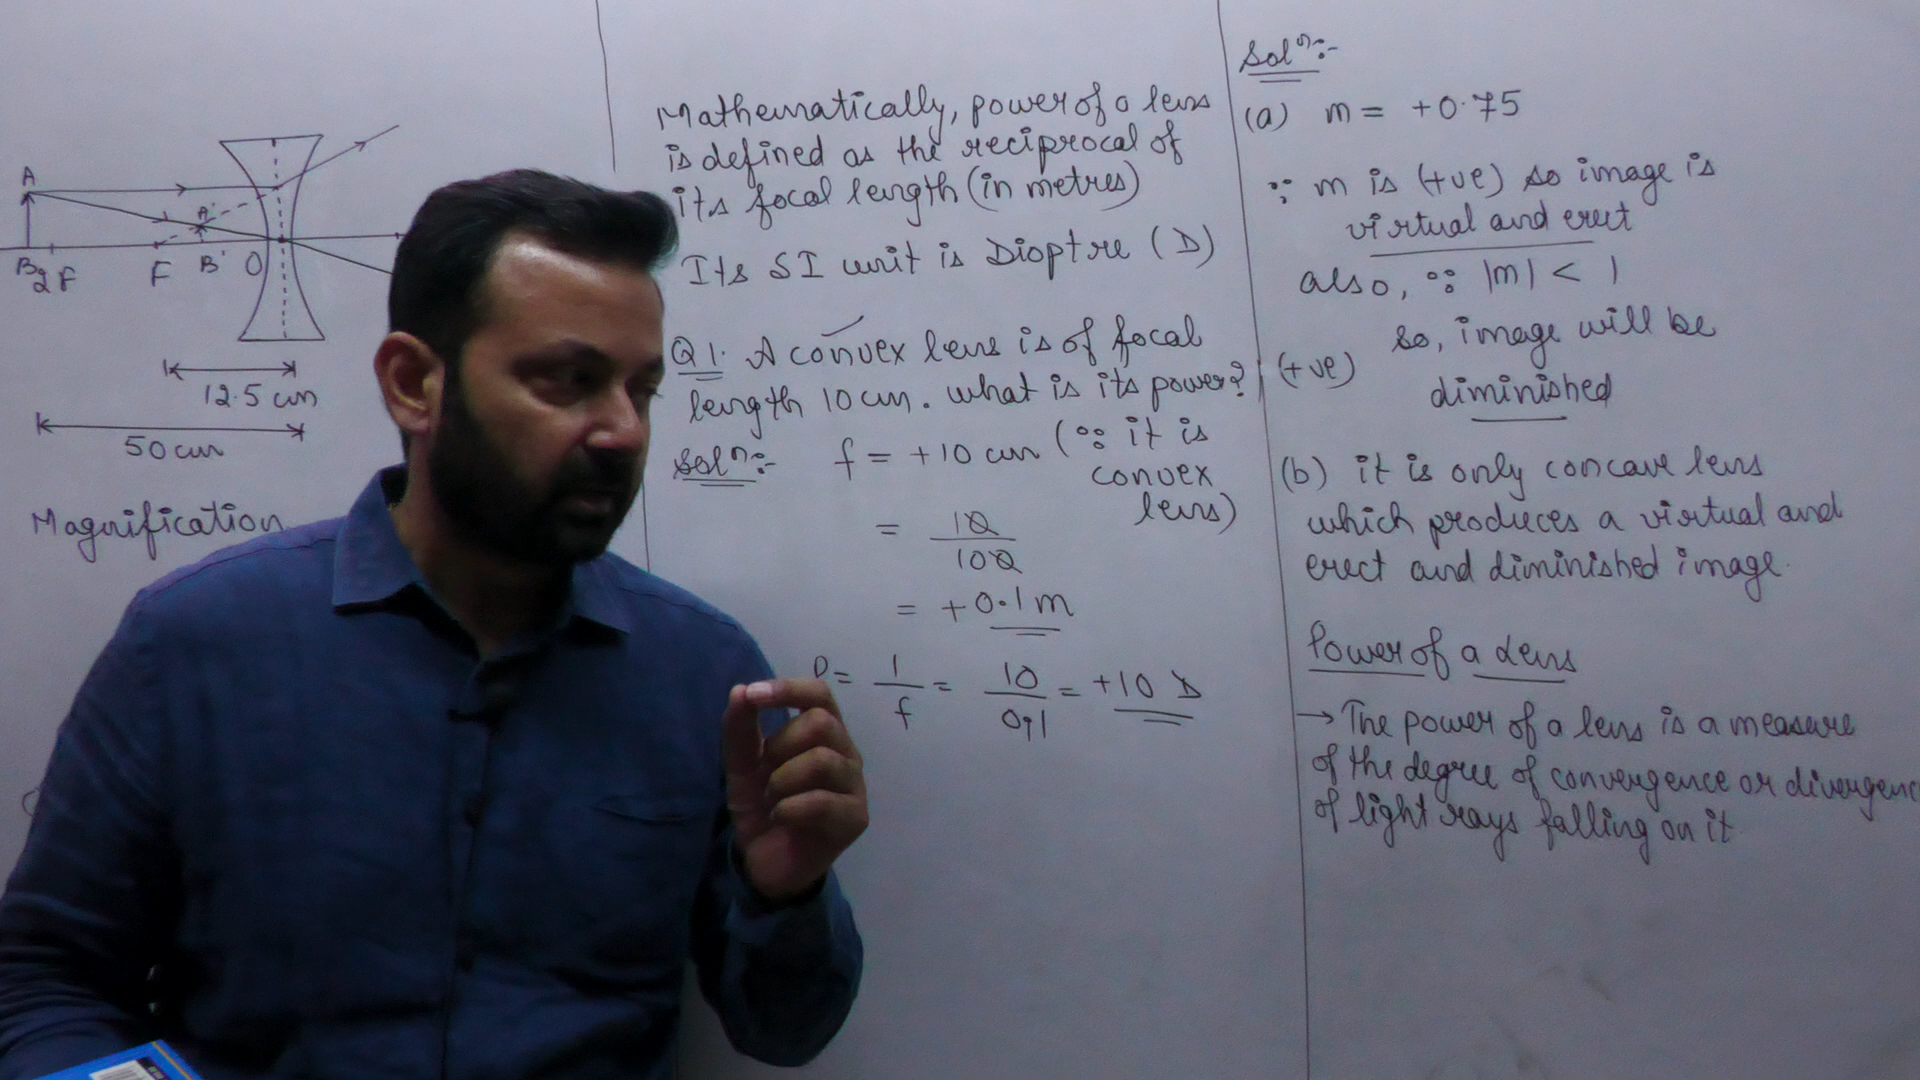 A
A'
B
2F
F
B'
O
12.5 cm
50 cm
Magnification
Mathematically, power of a lens
is defined as the reciprocal of
its focal length (in metres)
Its SI unit is Dioptre (D)
Q1. A convex lens is of focal
length 10 cm. what is its power?
Solⁿ:- f = +10 cm (∵ it is
convex
lens)
= 10/100
= +0.1 m
P = 1/f = 10/0,1 = +10 D
Solⁿ:-
(a) m = +0.75
∵ m is (+ve) so image is
virtual and erect
also, ∵ |m| < 1
so, image will be
(+ve)
diminished
(b) it is only concave lens
which produces a virtual and
erect and diminished image.
Power of a Lens
→ The power of a lens is a measure
of the degree of convergence or divergenc
of light rays falling on it